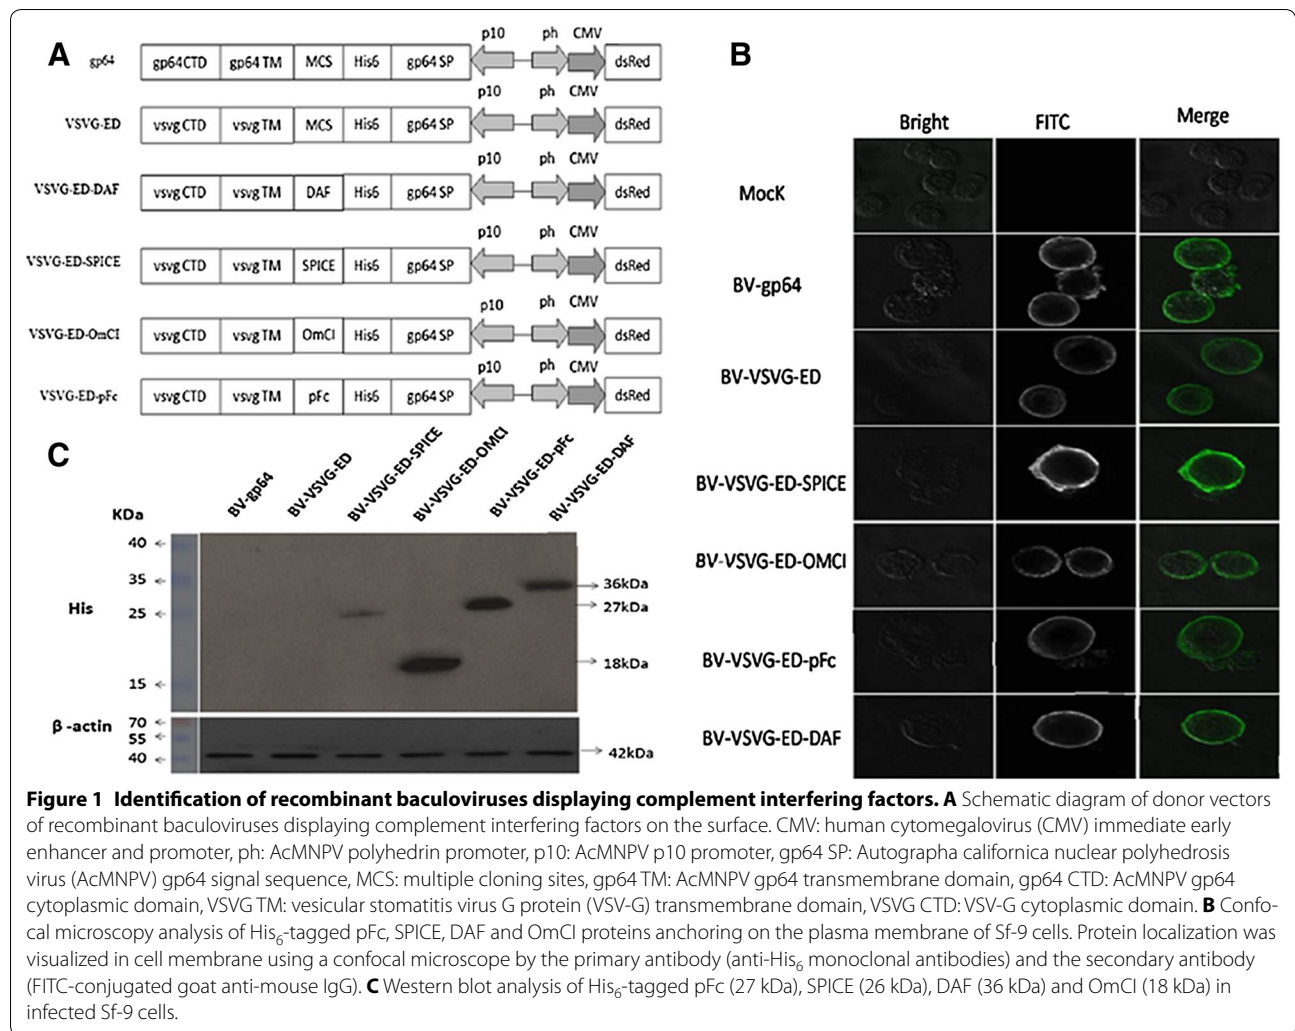 A
gp64
p10 ph CMV
gp64CTD gp64 TM MCS His6 gp64 SP dsRed
VSVG-ED
p10 ph CMV
vsvg CTD vsvg TM MCS His6 gp64 SP dsRed
VSVG-ED-DAF
p10 ph CMV
vsvg CTD vsvg TM DAF His6 gp64 SP dsRed
VSVG-ED-SPICE
p10 ph CMV
vsvg CTD vsvg TM SPICE His6 gp64 SP dsRed
p10 ph CMV
VSVG-ED-OmCI
vsvg CTD vsvg TM OmCI His6 gp64 SP dsRed
p10 ph CMV
VSVG-ED-pFc
vsvg CTD vsvg TM pFc His6 gp64 SP dsRed
B
Bright FITC Merge
MocK
BV-gp64
BV-VSVG-ED
BV-VSVG-ED-SPICE
BV-VSVG-ED-OMCI
BV-VSVG-ED-pFc
BV-VSVG-ED-DAF
C
BV-gp64
BV-VSVG-ED
BV-VSVG-ED-SPICE
BV-VSVG-ED-OMCI
BV-VSVG-ED-pFc
BV-VSVG-ED-DAF
KDa
40
35
36kDa
His
25
27kDa
18kDa
15
β -actin
70
55
40
42kDa
Figure 1 Identification of recombinant baculoviruses displaying complement interfering factors. A Schematic diagram of donor vectors
of recombinant baculoviruses displaying complement interfering factors on the surface. CMV: human cytomegalovirus (CMV) immediate early
enhancer and promoter, ph: AcMNPV polyhedrin promoter, p10: AcMNPV p10 promoter, gp64 SP: Autographa californica nuclear polyhedrosis
virus (AcMNPV) gp64 signal sequence, MCS: multiple cloning sites, gp64 TM: AcMNPV gp64 transmembrane domain, gp64 CTD: AcMNPV gp64
cytoplasmic domain, VSVG TM: vesicular stomatitis virus G protein (VSV-G) transmembrane domain, VSVG CTD: VSV-G cytoplasmic domain. B Confo-
cal microscopy analysis of His6-tagged pFc, SPICE, DAF and OmCI proteins anchoring on the plasma membrane of Sf-9 cells. Protein localization was
visualized in cell membrane using a confocal microscope by the primary antibody (anti-His6 monoclonal antibodies) and the secondary antibody
(FITC-conjugated goat anti-mouse IgG). C Western blot analysis of His6-tagged pFc (27 kDa), SPICE (26 kDa), DAF (36 kDa) and OmCI (18 kDa) in
infected Sf-9 cells.